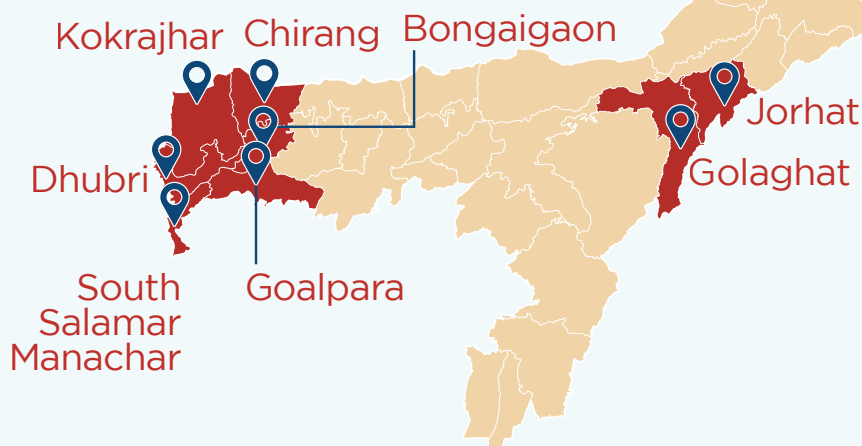 Kokrajhar
Chirang
Bongaigaon
Jorhat
Golaghat
Dhubri
South
Salamar
Manachar
Goalpara